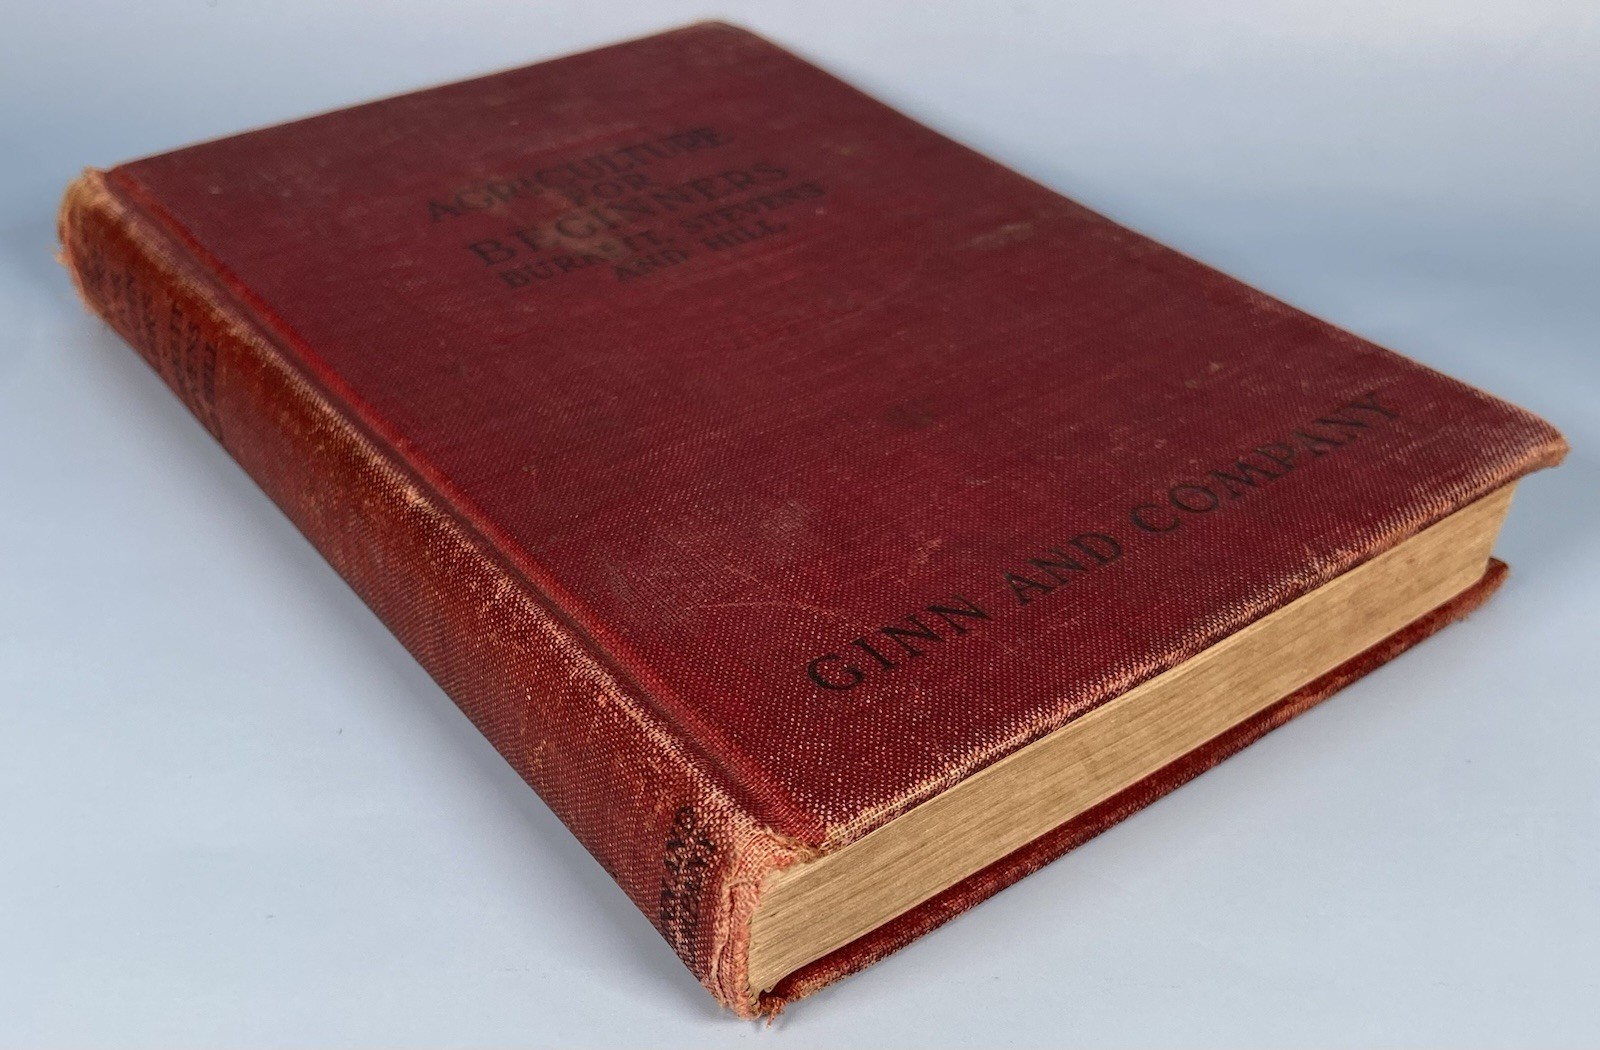 AGRICULTURE
FOR
BEGINNERS
BURKETT, STEVENS
AND HILL
GINN AND COMPANY